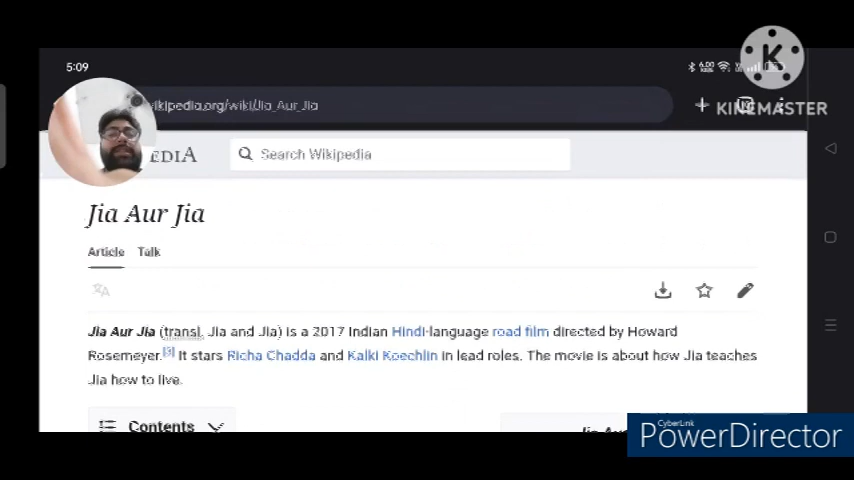 5:09
6.00
K
KINEMASTER
wikipedia.org/wiki/Jia_Aur_Jia
EDIA
Search Wikipedia
Jia Aur Jia
Article Talk
Jia Aur Jia (transl. Jia and Jia) is a 2017 Indian Hindi-language road film directed by Howard
Rosemeyer.[3] It stars Richa Chadda and Kalki Koechlin in lead roles. The movie is about how Jia teaches
Jia how to live.
Contents
CyberLink
PowerDirector